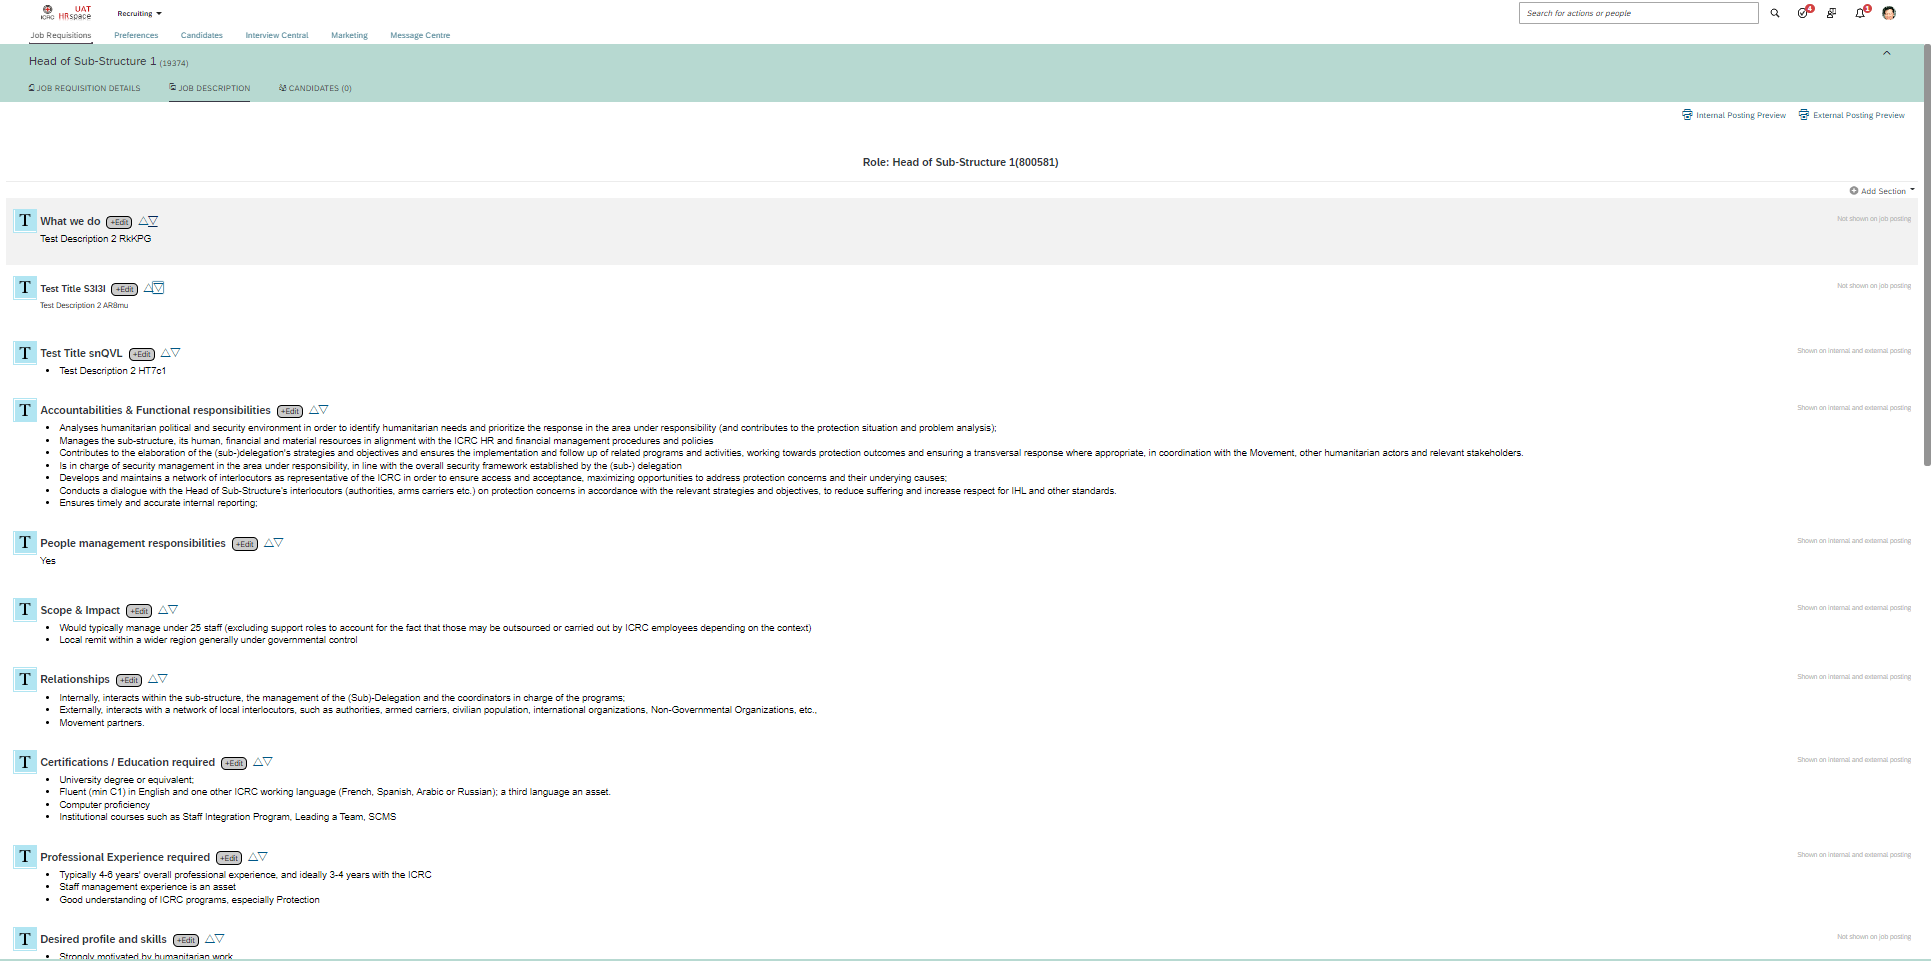 UAT
ICRC HRspace
Recruiting
Search for actions or people
4
1
Job Requisitions Preferences Candidates Interview Central Marketing Message Centre
Head of Sub-Structure 1 (19374)
JOB REQUISITION DETAILS JOB DESCRIPTION CANDIDATES (0)
Internal Posting Preview External Posting Preview
Role: Head of Sub-Structure 1(800581)
Add Section
T What we do +Edit Not shown on job posting
Test Description 2 RkKPG
T Test Title S3I3I +Edit Not shown on job posting
Test Description 2 AR8mu
T Test Title snQVL +Edit Shown on internal and external posting
• Test Description 2 HT7c1
T Accountabilities & Functional responsibilities +Edit Shown on internal and external posting
• Analyses humanitarian political and security environment in order to identify humanitarian needs and prioritize the response in the area under responsibility (and contributes to the protection situation and problem analysis);
• Manages the sub-structure, its human, financial and material resources in alignment with the ICRC HR and financial management procedures and policies
• Contributes to the elaboration of the (sub-)delegation's strategies and objectives and ensures the implementation and follow up of related programs and activities, working towards protection outcomes and ensuring a transversal response where appropriate, in coordination with the Movement, other humanitarian actors and relevant stakeholders.
• Is in charge of security management in the area under responsibility, in line with the overall security framework established by the (sub-) delegation
• Develops and maintains a network of interlocutors as representative of the ICRC in order to ensure access and acceptance, maximizing opportunities to address protection concerns and their underlying causes;
• Conducts a dialogue with the Head of Sub-Structure's interlocutors (authorities, arms carriers etc.) on protection concerns in accordance with the relevant strategies and objectives, to reduce suffering and increase respect for IHL and other standards.
• Ensures timely and accurate internal reporting;
T People management responsibilities +Edit Shown on internal and external posting
Yes
T Scope & Impact +Edit Shown on internal and external posting
• Would typically manage under 25 staff (excluding support roles to account for the fact that those may be outsourced or carried out by ICRC employees depending on the context)
• Local remit within a wider region generally under governmental control
T Relationships +Edit Shown on internal and external posting
• Internally, interacts within the sub-structure, the management of the (Sub)-Delegation and the coordinators in charge of the programs;
• Externally, interacts with a network of local interlocutors, such as authorities, armed carriers, civilian population, international organizations, Non-Governmental Organizations, etc.,
• Movement partners.
T Certifications / Education required +Edit Shown on internal and external posting
• University degree or equivalent;
• Fluent (min C1) in English and one other ICRC working language (French, Spanish, Arabic or Russian); a third language an asset.
• Computer proficiency
• Institutional courses such as Staff Integration Program, Leading a Team, SCMS
T Professional Experience required +Edit Shown on internal and external posting
• Typically 4-6 years' overall professional experience, and ideally 3-4 years with the ICRC
• Staff management experience is an asset
• Good understanding of ICRC programs, especially Protection
T Desired profile and skills +Edit Not shown on job posting
• Strongly motivated by humanitarian work